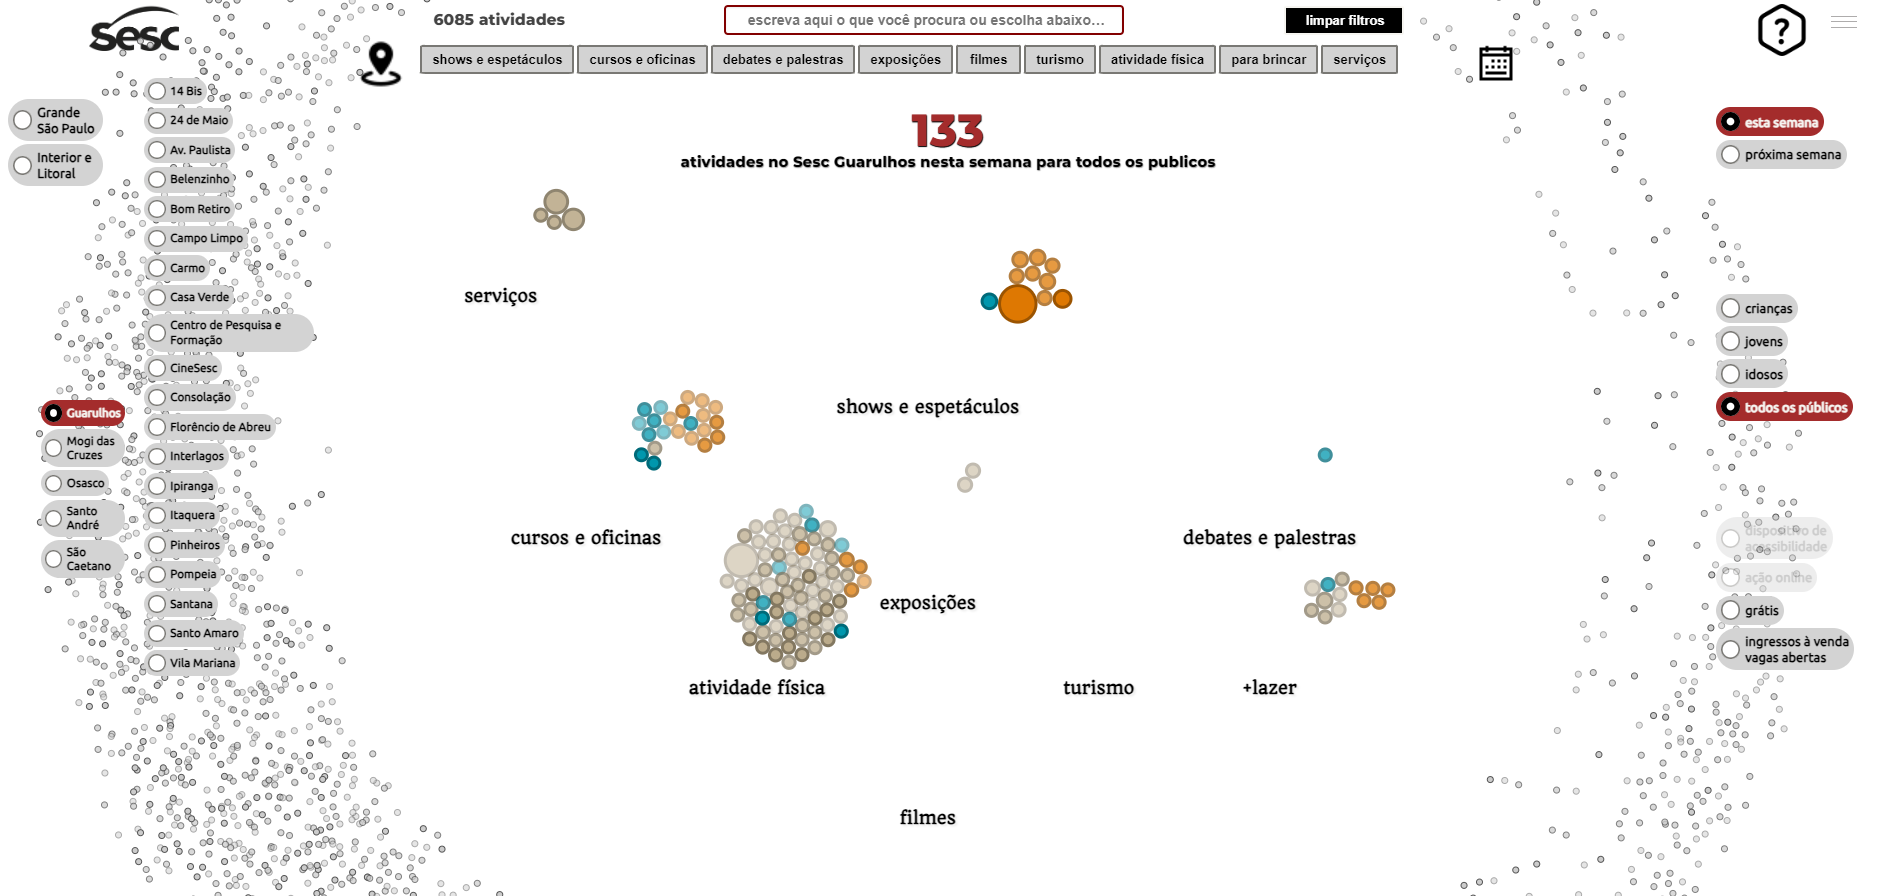 Sesc
6085 atividades
escreva aqui o que você procura ou escolha abaixo...
limpar filtros
?
shows e espetáculos
cursos e oficinas
debates e palestras
exposições
filmes
turismo
atividade física
para brincar
serviços
Grande
São Paulo
Interior e
Litoral
Guarulhos
Mogi das
Cruzes
Osasco
Santo
André
São
Caetano
14 Bis
24 de Maio
Av. Paulista
Belenzinho
Bom Retiro
Campo Limpo
Carmo
Casa Verde
Centro de Pesquisa e
Formação
CineSesc
Consolação
Florêncio de Abreu
Interlagos
Ipiranga
Itaquera
Pinheiros
Pompeia
Santana
Santo Amaro
Vila Mariana
133
atividades no Sesc Guarulhos nesta semana para todos os publicos
serviços
shows e espetáculos
cursos e oficinas
debates e palestras
exposições
atividade física
turismo
+lazer
filmes
esta semana
próxima semana
crianças
jovens
idosos
todos os públicos
dispositivo de
acessibilidade
ação online
grátis
ingressos à venda
vagas abertas